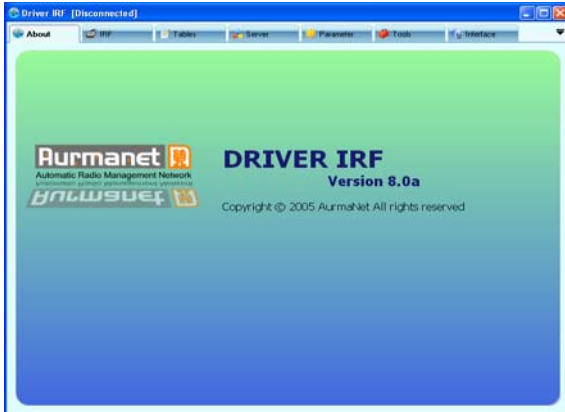 Driver IRF [Disconnected]
About IRF Tables Server Parameter Tools Interface
Aurmanet
Automatic Radio Management Network
DRIVER IRF
Version 8.0a
Copyright © 2005 AurmaNet All rights reserved